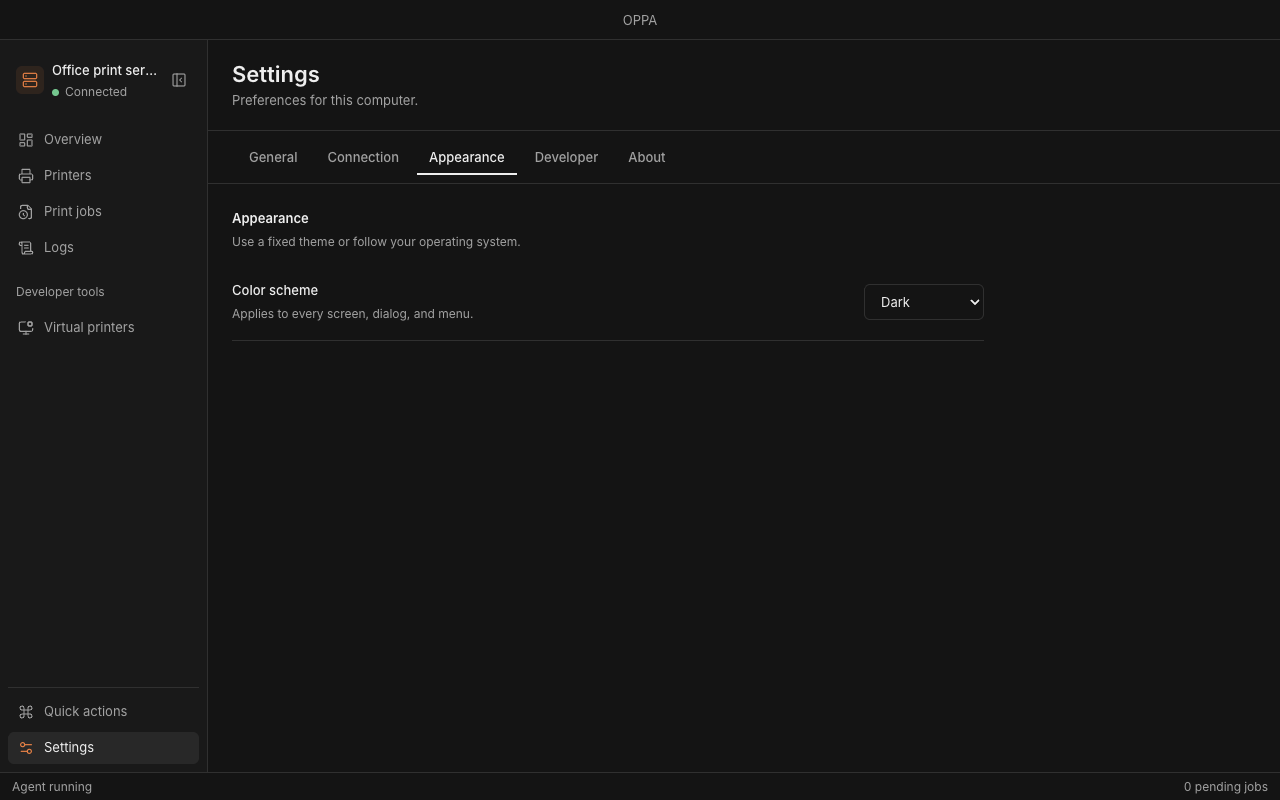 OPPA
Office print ser...
Connected
Overview
Printers
Print jobs
Logs
Developer tools
Virtual printers
Quick actions
Settings
Settings
Preferences for this computer.
General
Connection
Appearance
Developer
About
Appearance
Use a fixed theme or follow your operating system.
Color scheme
Applies to every screen, dialog, and menu.
Dark
Agent running
0 pending jobs